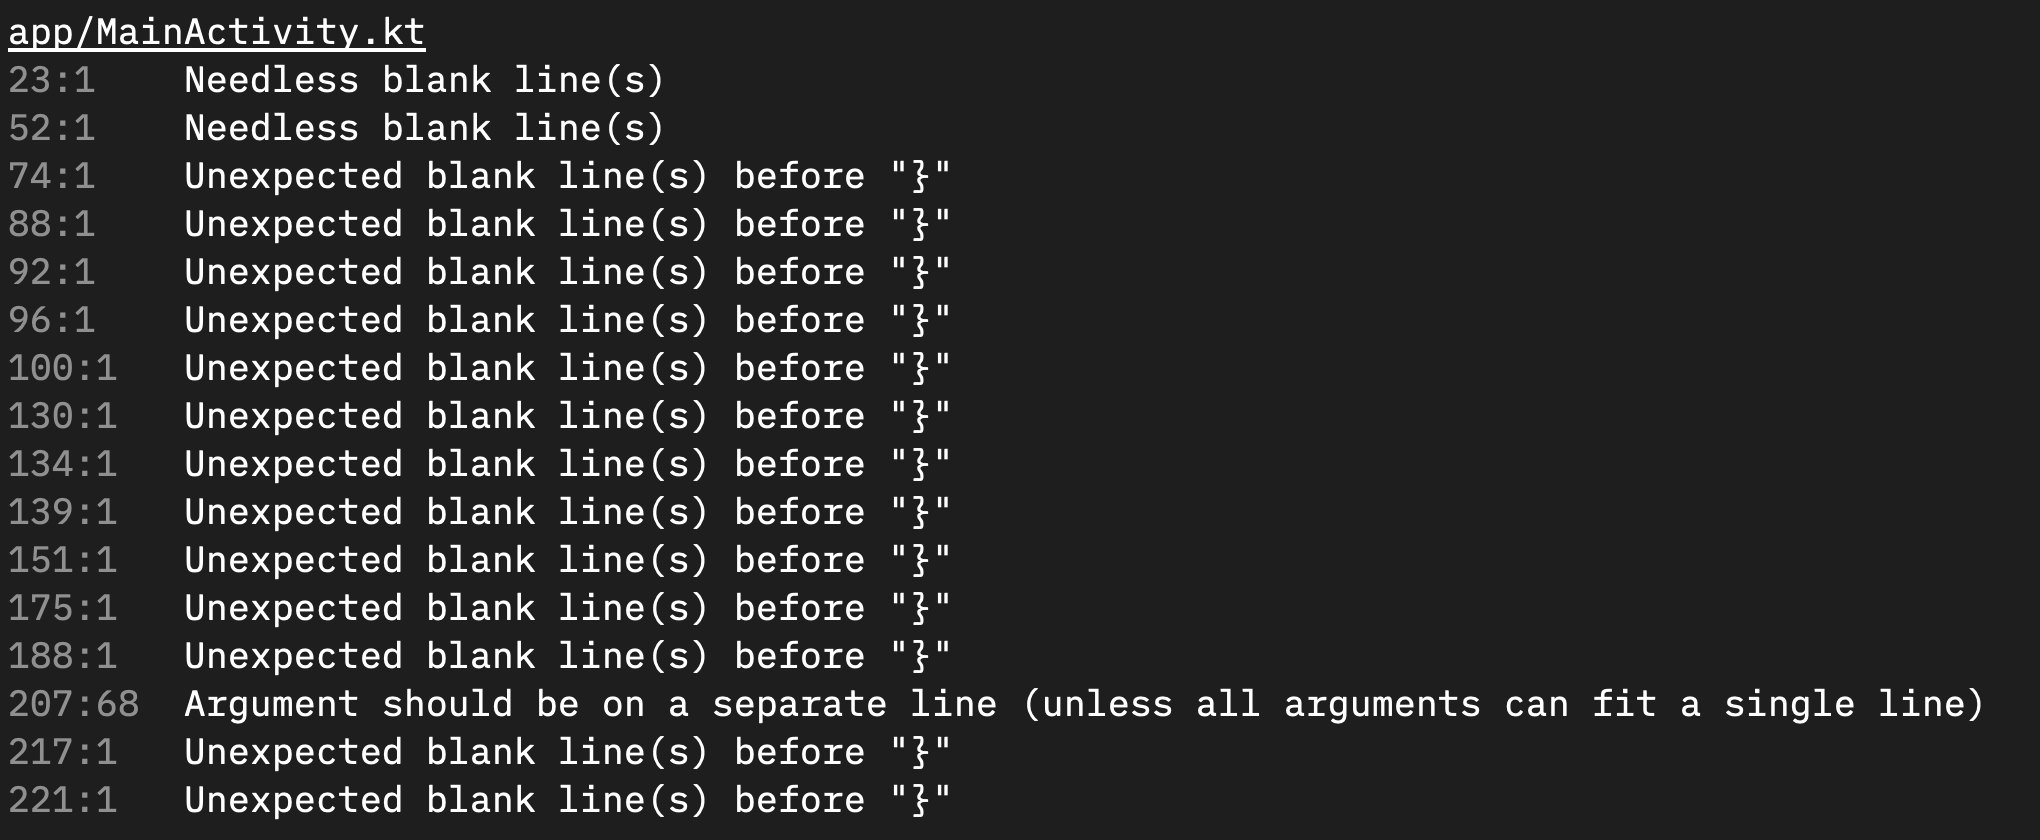 app/MainActivity.kt
23:1 Needless blank line(s)
52:1 Needless blank line(s)
74:1 Unexpected blank line(s) before "}"
88:1 Unexpected blank line(s) before "}"
92:1 Unexpected blank line(s) before "}"
96:1 Unexpected blank line(s) before "}"
100:1 Unexpected blank line(s) before "}"
130:1 Unexpected blank line(s) before "}"
134:1 Unexpected blank line(s) before "}"
139:1 Unexpected blank line(s) before "}"
151:1 Unexpected blank line(s) before "}"
175:1 Unexpected blank line(s) before "}"
188:1 Unexpected blank line(s) before "}"
207:68 Argument should be on a separate line (unless all arguments can fit a single line)
217:1 Unexpected blank line(s) before "}"
221:1 Unexpected blank line(s) before "}"